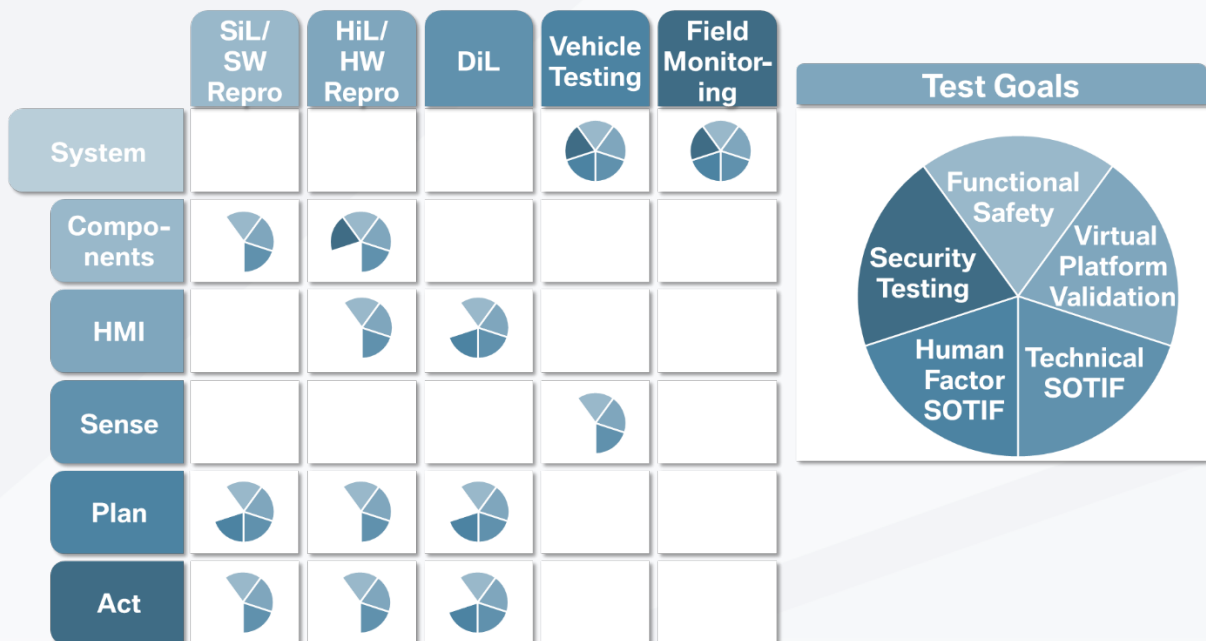 SiL/
SW
Repro
HiL/
HW
Repro
DiL
Vehicle
Testing
Field
Monitor-
ing
Test Goals
System
Compo-
nents
HMI
Sense
Plan
Act
Functional
Safety
Virtual
Platform
Validation
Security
Testing
Human
Factor
SOTIF
Technical
SOTIF